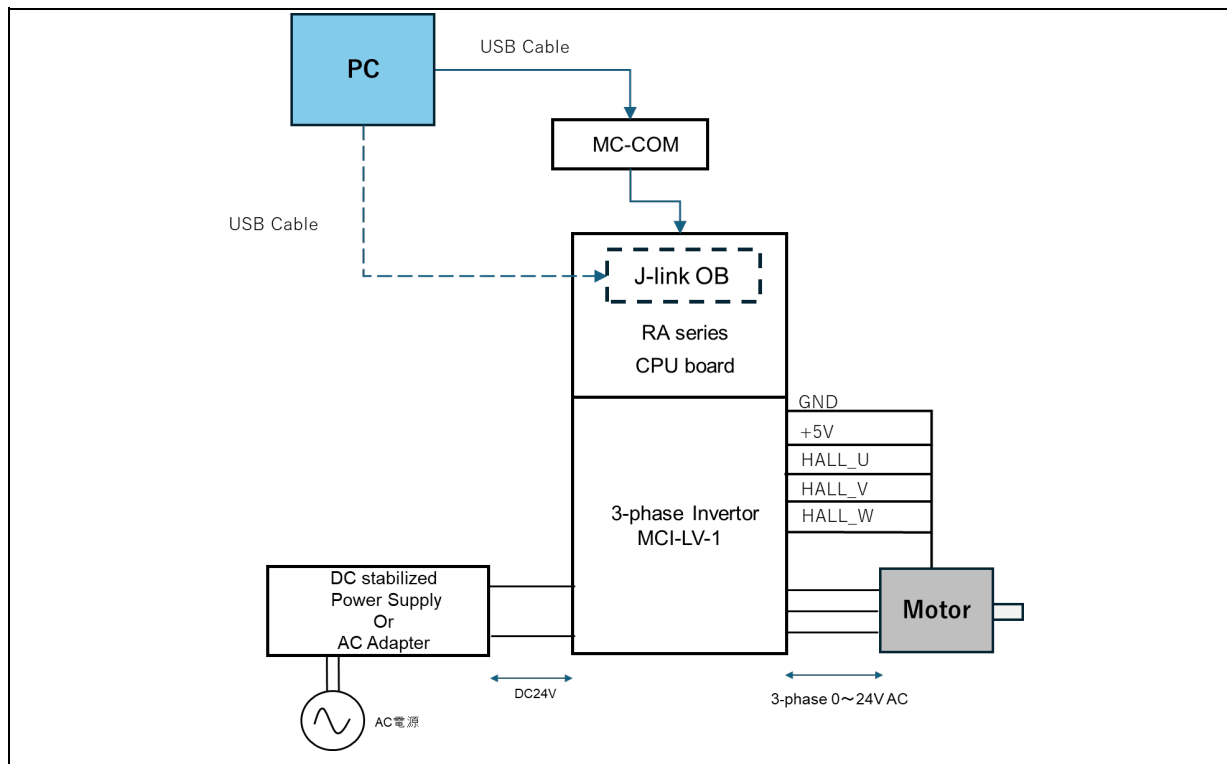 USB Cable
PC
MC-COM
USB Cable
J-link OB
RA series
CPU board
GND
+5V
HALL_U
HALL_V
HALL_W
3-phase Invertor
MCI-LV-1
DC stabilized
Power Supply
Or
AC Adapter
Motor
DC24V
3-phase 0～24V AC
AC電源